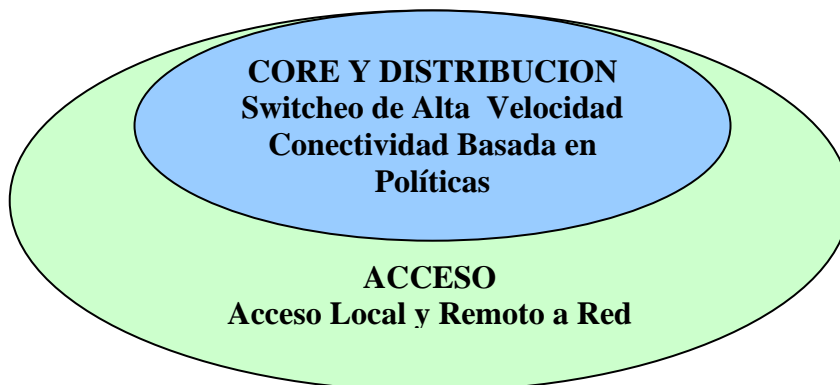 CORE Y DISTRIBUCION
Switcheo de Alta Velocidad
Conectividad Basada en
Políticas
ACCESO
Acceso Local y Remoto a Red